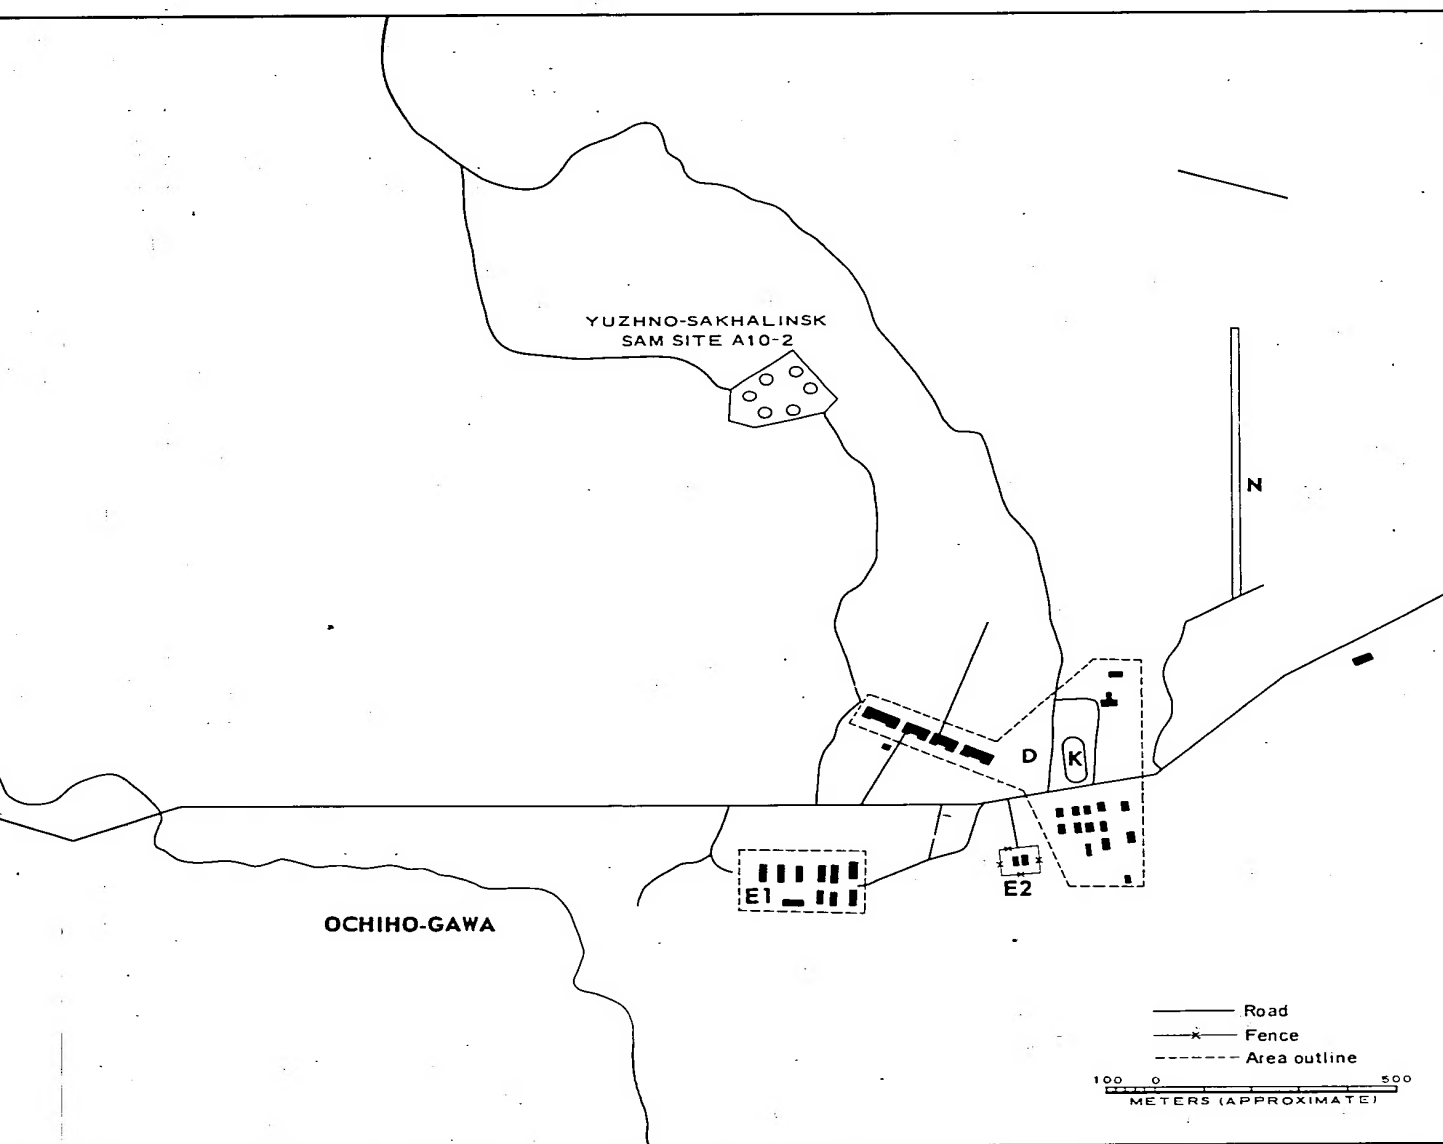 YUZHNO-SAKHALINSK
SAM SITE A10-2
N
D
K
E1
E2
OCHIHO-GAWA
Road
Fence
Area outline
100 0 500
METERS (APPROXIMATE)